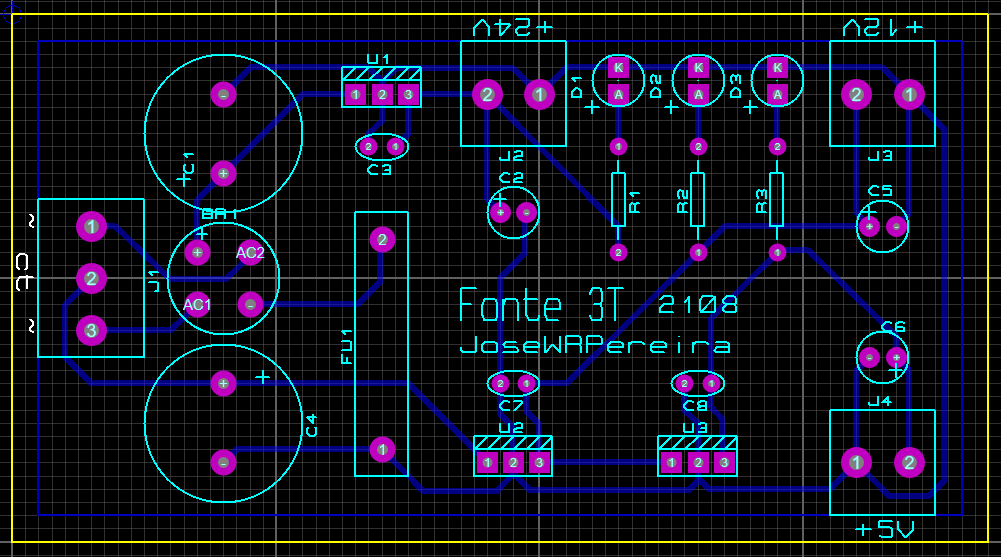 +24V
+12V
U1
1 2 3
2 1
K
A
D1
K
A
D2
K
A
D3
2 1
-
+
+C1
2 1
C3
J2
C2
J3
C5
2
2
2
R1
R2
R3
+ -
+ -
2
1
1
~
CT
~
1
2
3
J1
BR1
+
AC2
AC1
-
2
FU1
1
Fonte 3T 2108
JoseWRPereira
C6
- +
J4
+
-
C4
2 1
C7
2 1
C8
U2
1 2 3
U3
1 2 3
1 2
+5V